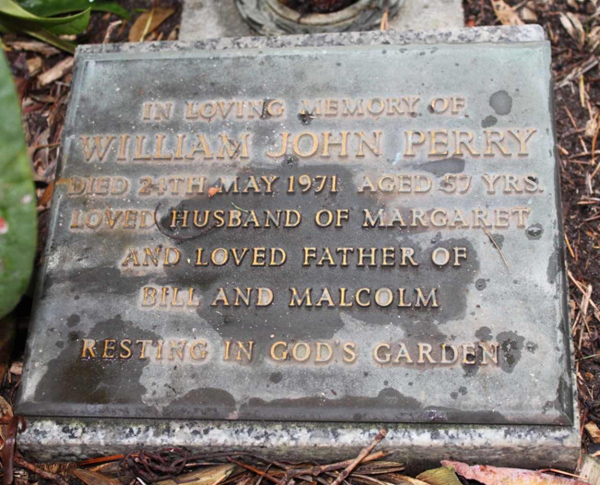 IN LOVING MEMORY OF
WILLIAM JOHN PERRY
DIED 24TH MAY 1971 AGED 57 YRS.
LOVED HUSBAND OF MARGARET
AND LOVED FATHER OF
BILL AND MALCOLM
RESTING IN GOD'S GARDEN